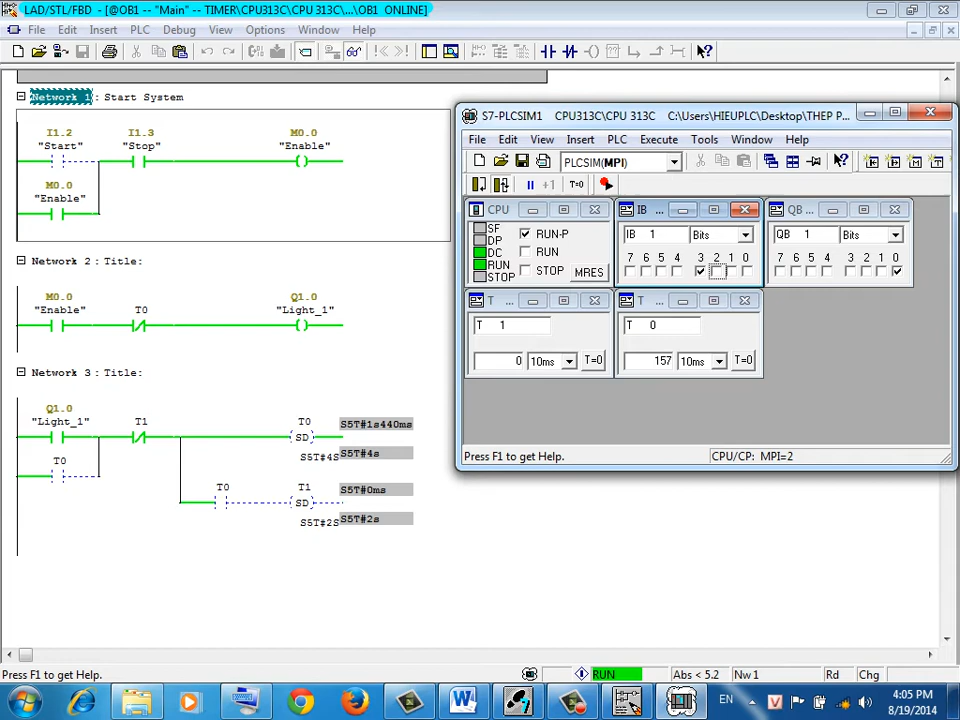 LAD/STL/FBD - [@OB1 -- "Main" -- TIMER\CPU313C\CPU 313C\...\OB1 ONLINE]
File Edit Insert PLC Debug View Options Window Help
Network 1 : Start System
I1.2 I1.3 M0.0
"Start" "Stop" "Enable"
M0.0
"Enable"
Network 2 : Title:
M0.0 Q1.0
"Enable" T0 "Light_1"
Network 3 : Title:
Q1.0
"Light_1" T1 T0 S5T#1s440ms
SD
T0 S5T#4S S5T#4s
T0 T1 S5T#0ms
SD
S5T#2S S5T#2s
S7-PLCSIM1 CPU313C\CPU 313C C:\Users\HIEUPLC\Desktop\THEP P...
File Edit View Insert PLC Execute Tools Window Help
PLCSIM(MPI)
+1 T=0
CPU
SF
DP
DC
RUN
STOP
RUN-P
RUN
STOP
MRES
IB ...
IB 1 Bits
7 6 5 4 3 2 1 0
QB ...
QB 1 Bits
7 6 5 4 3 2 1 0
T ...
T 1
0 10ms T=0
T ...
T 0
157 10ms T=0
Press F1 to get Help. CPU/CP: MPI=2
Press F1 to get Help. RUN Abs < 5.2 Nw 1 Rd Chg
EN
4:05 PM
8/19/2014